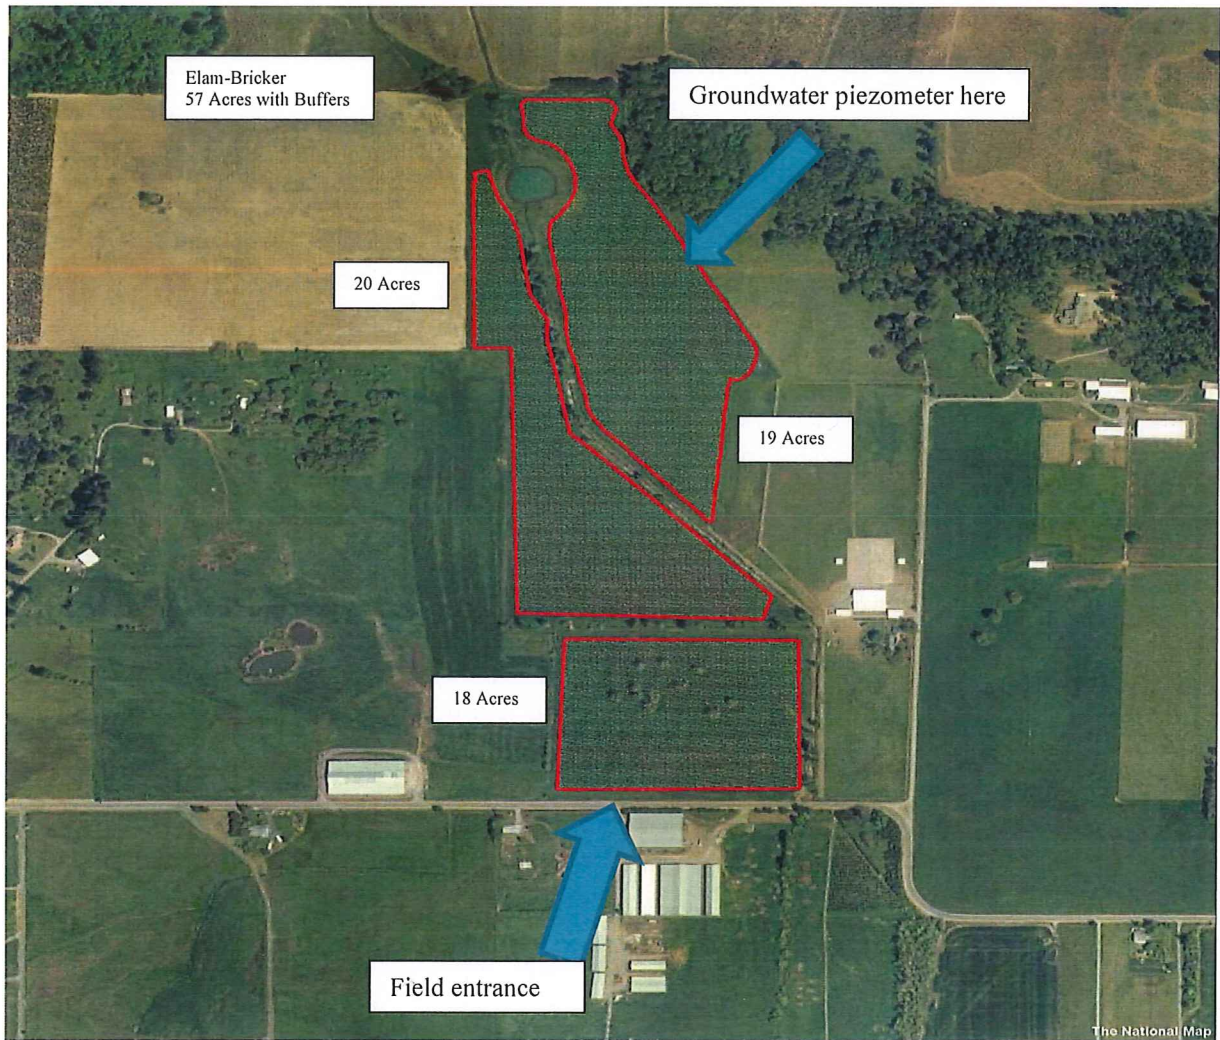 Elam-Bricker
57 Acres with Buffers
Groundwater piezometer here
20 Acres
19 Acres
18 Acres
Field entrance
The National Map